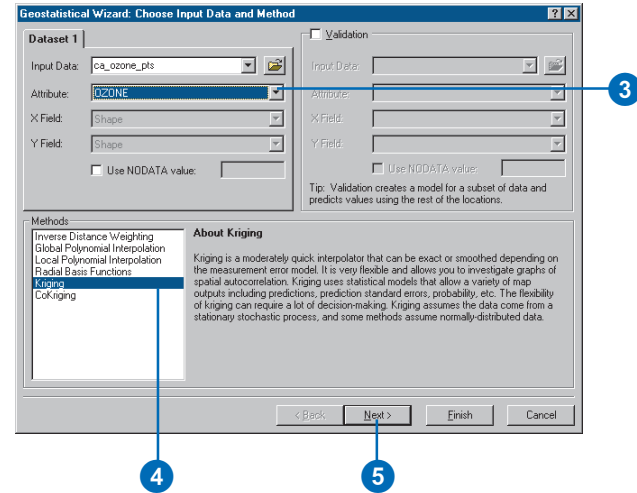 Geostatistical Wizard: Choose Input Data and Method
Dataset 1
Input Data: ca_ozone_pts
Attribute: OZONE
X Field: Shape
Y Field: Shape
Use NODATA value:
Validation
Input Data:
Attribute:
X Field:
Y Field:
Use NODATA value:
Tip: Validation creates a model for a subset of data and
predicts values using the rest of the locations.
3
Methods
Inverse Distance Weighting
Global Polynomial Interpolation
Local Polynomial Interpolation
Radial Basis Functions
Kriging
CoKriging
About Kriging
Kriging is a moderately quick interpolator that can be exact or smoothed depending on
the measurement error model. It is very flexible and allows you to investigate graphs of
spatial autocorrelation. Kriging uses statistical models that allow a variety of map
outputs including predictions, prediction standard errors, probability, etc. The flexibility
of kriging can require a lot of decision-making. Kriging assumes the data come from a
stationary stochastic process, and some methods assume normally-distributed data.
< Back
Next >
Finish
Cancel
4
5